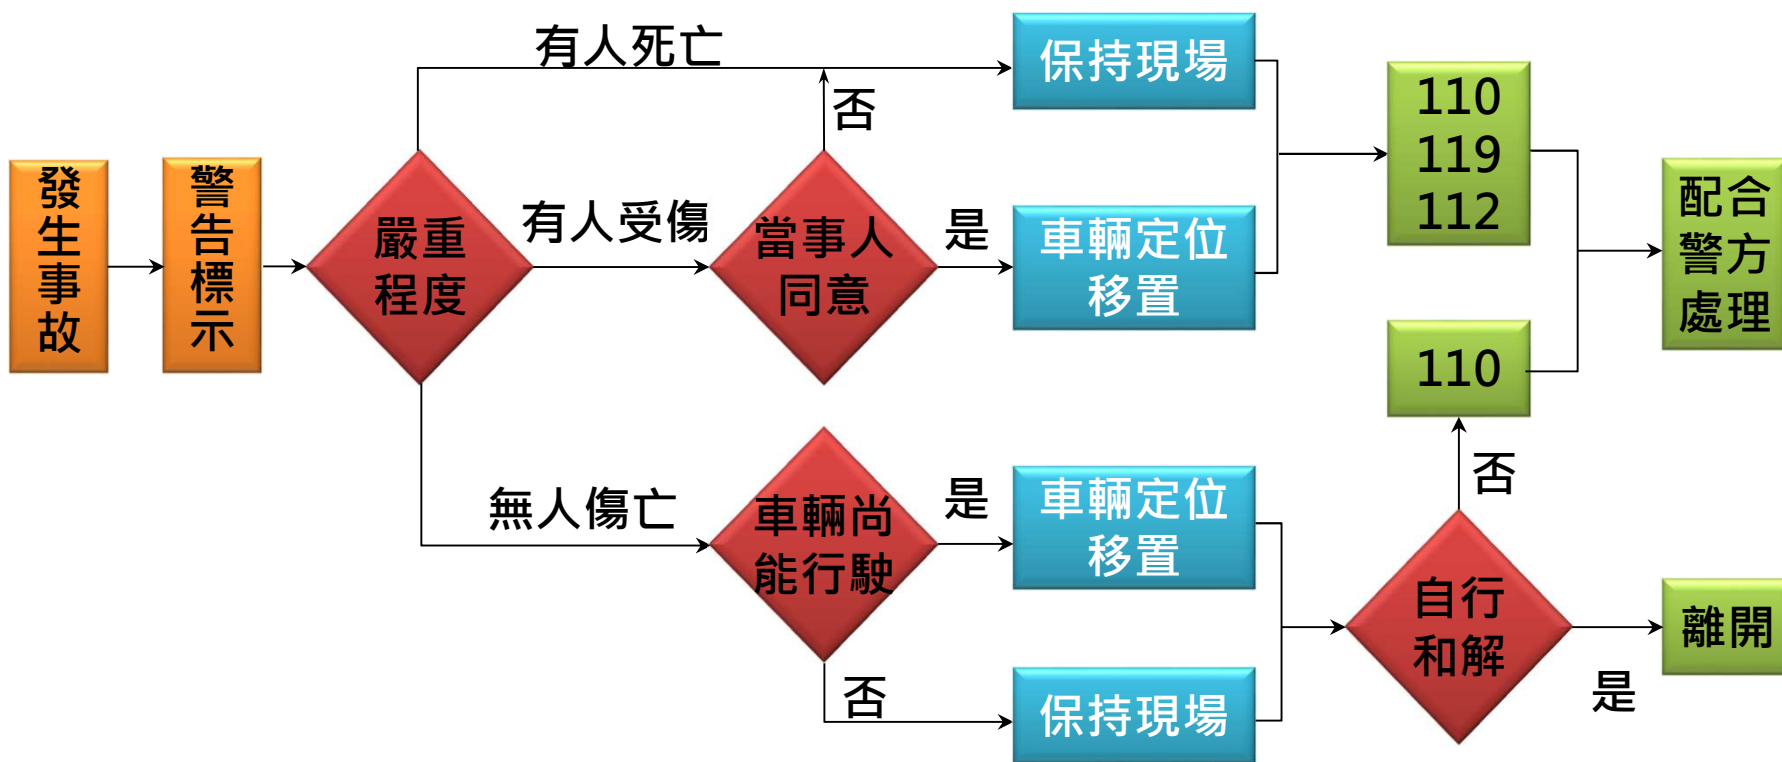 發生事故
警告標示
嚴重
程度
有人死亡
有人受傷
無人傷亡
否
當事人
同意
是
車輛尚
能行駛
是
否
保持現場
車輛定位
移置
車輛定位
移置
保持現場
110
119
112
110
否
自行
和解
是
配合
警方
處理
離開